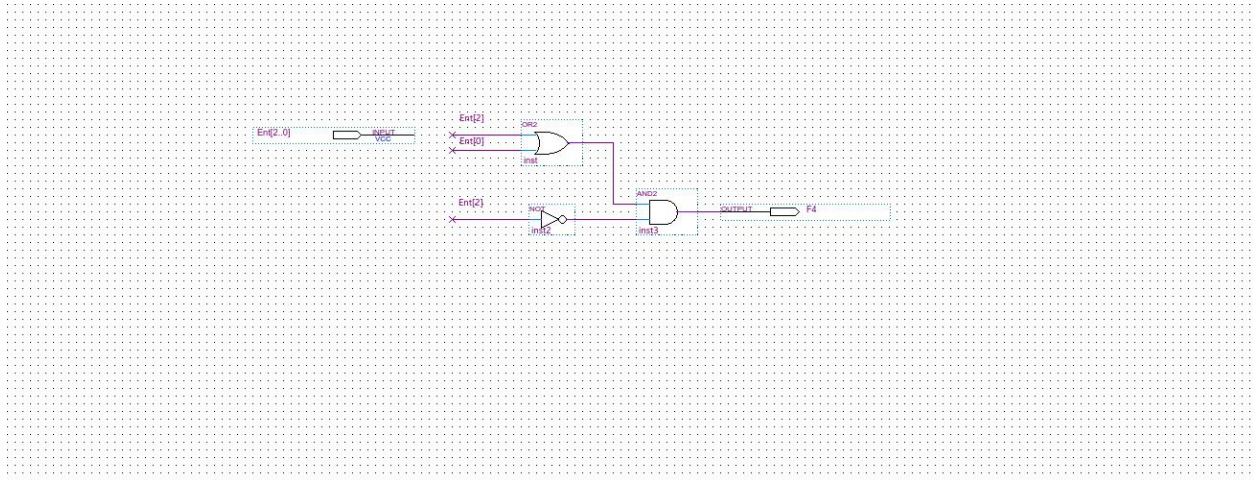 Ent[2..0]
INPUT
VCC
Ent[2]
Ent[0]
OR2
inst
Ent[2]
NOT
inst2
AND2
inst3
OUTPUT
F4